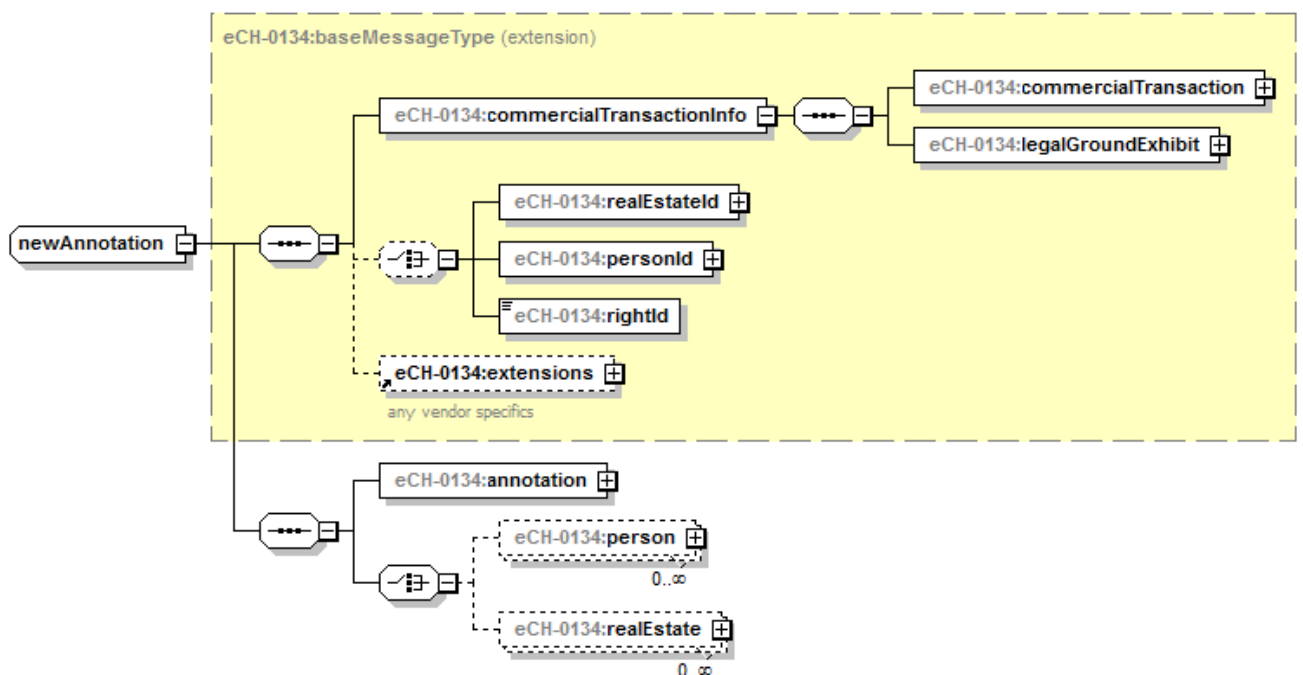 eCH-0134:baseMessageType (extension)
eCH-0134:commercialTransactionInfo
eCH-0134:commercialTransaction
eCH-0134:legalGroundExhibit
newAnnotation
eCH-0134:realEstateId
eCH-0134:personId
eCH-0134:rightId
eCH-0134:extensions
any vendor specifics
eCH-0134:annotation
eCH-0134:person
0..∞
eCH-0134:realEstate
0..∞